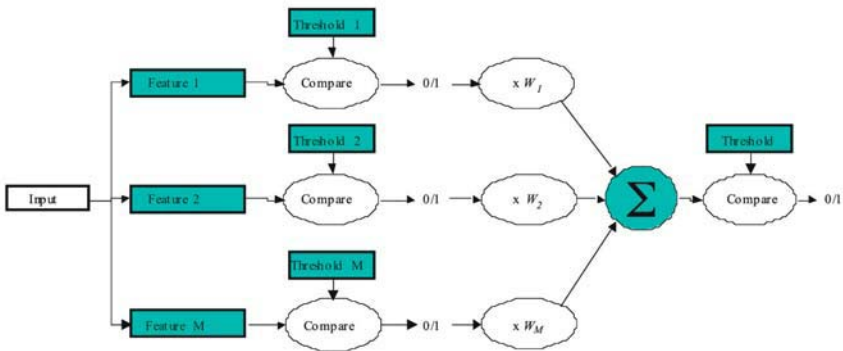 Threshold 1
Feature 1
Compare
0/1
x W1
Threshold 2
Threshold
Input
Feature 2
Compare
0/1
x W2
Σ
Compare
0/1
Threshold M
Feature M
Compare
0/1
x WM